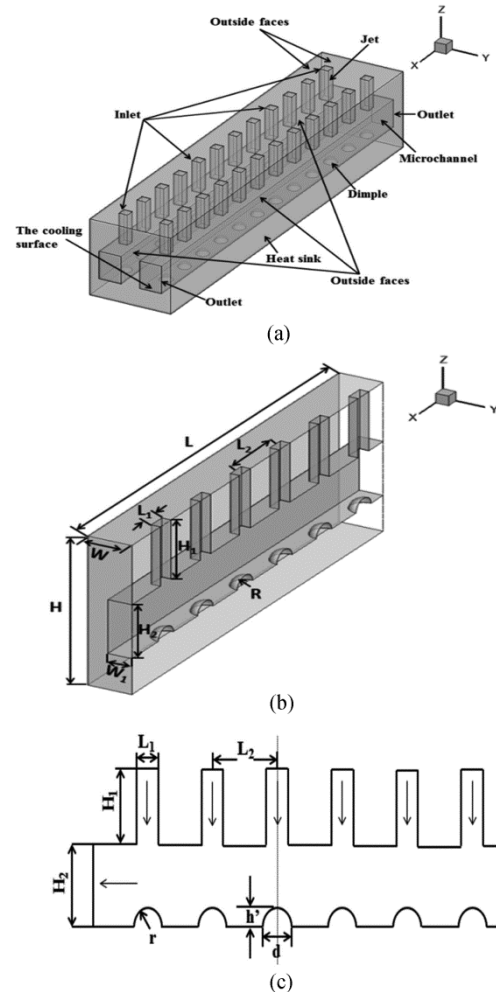 Outside faces
Jet
Z
X
Y
Inlet
Outlet
Microchannel
Dimple
The cooling
surface
Heat sink
Outlet
Outside faces
(a)
Z
X
Y
L
L₂
L₁
W
H₁
H
R
H₂
W₁
(b)
L₁
L₂
H₁
H₂
h'
r
d
(c)